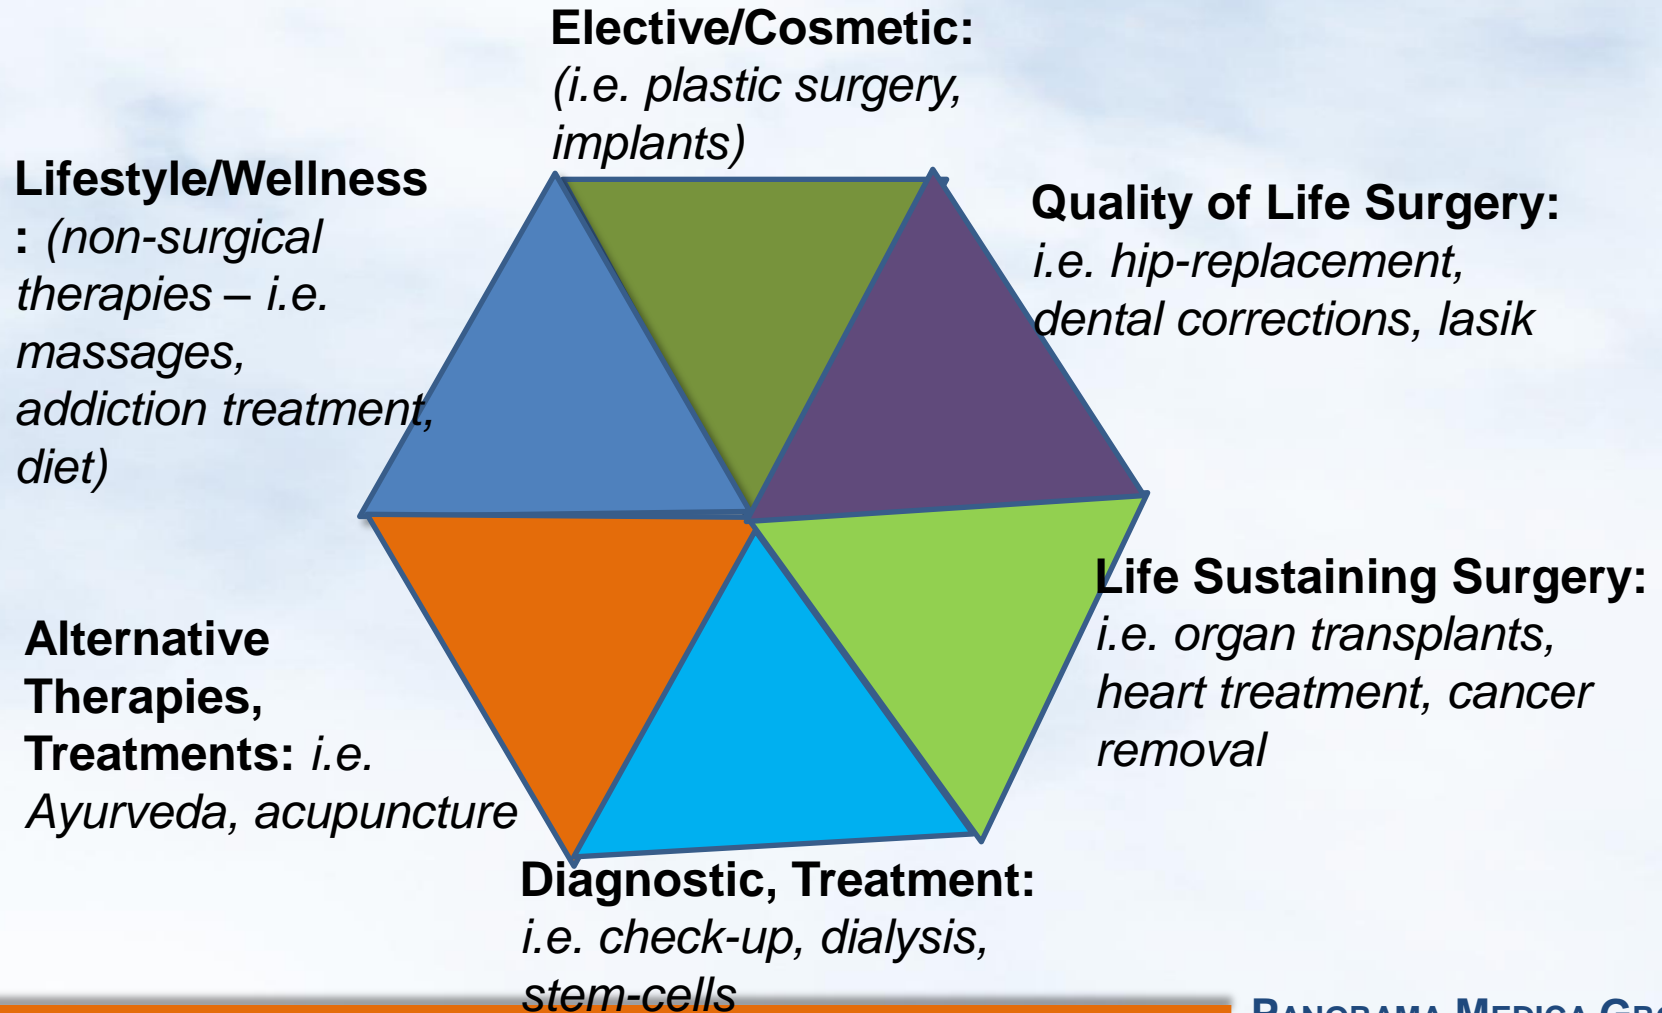 Elective/Cosmetic:
(i.e. plastic surgery,
implants)
Lifestyle/Wellness
: (non-surgical
therapies – i.e.
massages,
addiction treatment,
diet)
Quality of Life Surgery:
i.e. hip-replacement,
dental corrections, lasik
Life Sustaining Surgery:
i.e. organ transplants,
heart treatment, cancer
removal
Alternative
Therapies,
Treatments: i.e.
Ayurveda, acupuncture
Diagnostic, Treatment:
i.e. check-up, dialysis,
stem-cells
PANORAMA MEDICA